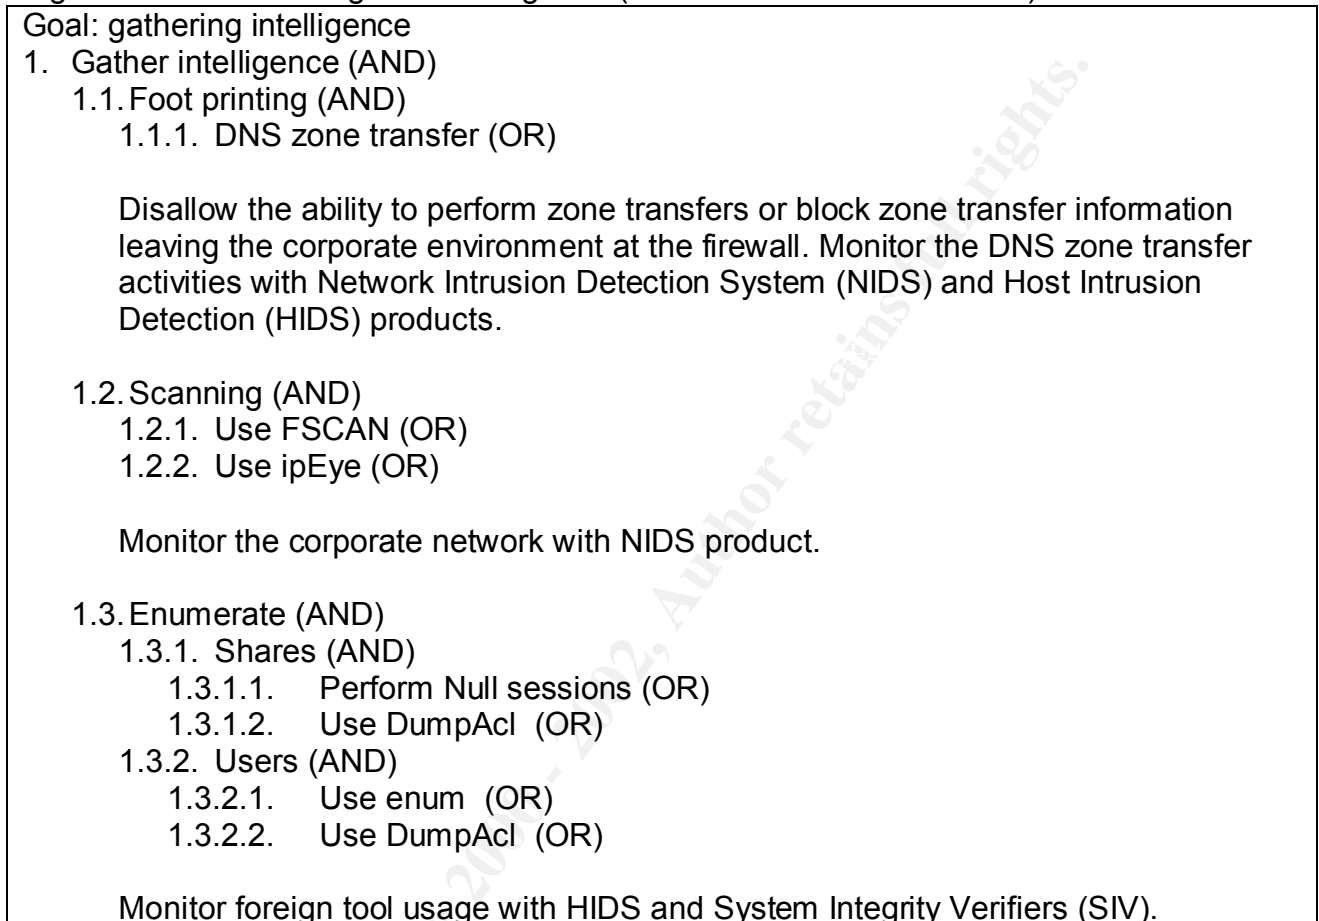 Goal: gathering intelligence
1. Gather intelligence (AND)
1.1. Foot printing (AND)
1.1.1. DNS zone transfer (OR)
Disallow the ability to perform zone transfers or block zone transfer information
leaving the corporate environment at the firewall. Monitor the DNS zone transfer
activities with Network Intrusion Detection System (NIDS) and Host Intrusion
Detection (HIDS) products.
1.2. Scanning (AND)
1.2.1. Use FSCAN (OR)
1.2.2. Use ipEye (OR)
Monitor the corporate network with NIDS product.
1.3. Enumerate (AND)
1.3.1. Shares (AND)
1.3.1.1. Perform Null sessions (OR)
1.3.1.2. Use DumpAcl (OR)
1.3.2. Users (AND)
1.3.2.1. Use enum (OR)
1.3.2.2. Use DumpAcl (OR)
Monitor foreign tool usage with HIDS and System Integrity Verifiers (SIV).
2000 - 2002, Author retains full rights.